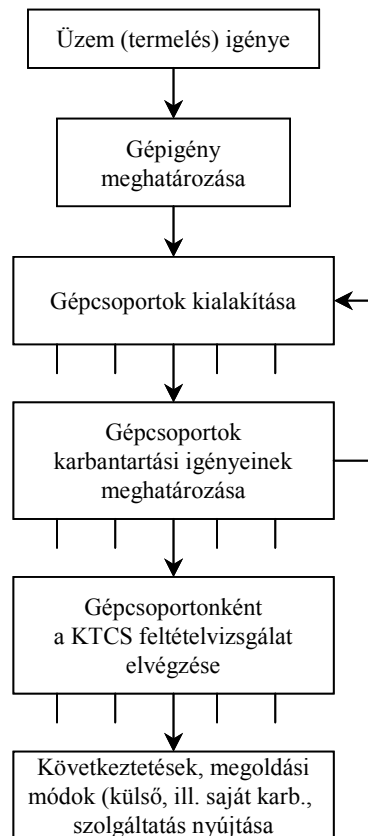 Üzem (termelés) igénye
Gépigény
meghatározása
Gépcsoportok kialakítása
Gépcsoportok
karbantartási igényeinek
meghatározása
Gépcsoportonként
a KTCS feltételvizsgálat
elvégzése
Következtetések, megoldási
módok (külső, ill. saját karb.,
szolgáltatás nyújtása